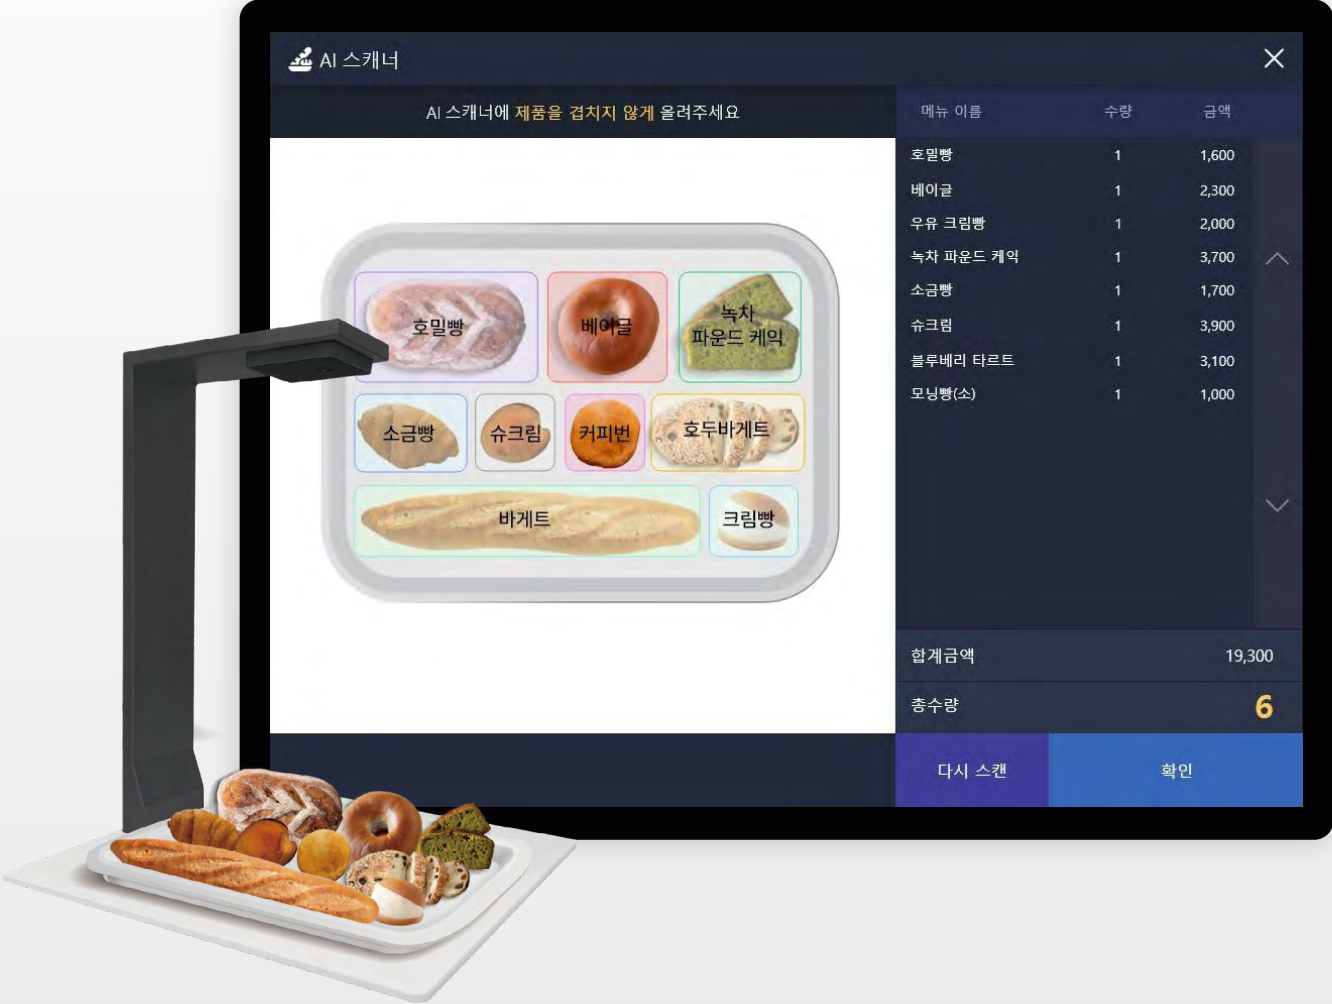 AI 스캐너
AI 스캐너에 제품을 겹치지 않게 올려주세요
호밀빵
베이글
녹차
파운드 케익
소금빵
슈크림
커피번
호두바게트
바게트
크림빵
메뉴 이름 수량 금액
호밀빵 1 1,600
베이글 1 2,300
우유 크림빵 1 2,000
녹차 파운드 케익 1 3,700
소금빵 1 1,700
슈크림 1 3,900
블루베리 타르트 1 3,100
모닝빵(소) 1 1,000
합계금액 19,300
총수량 6
다시 스캔 확인